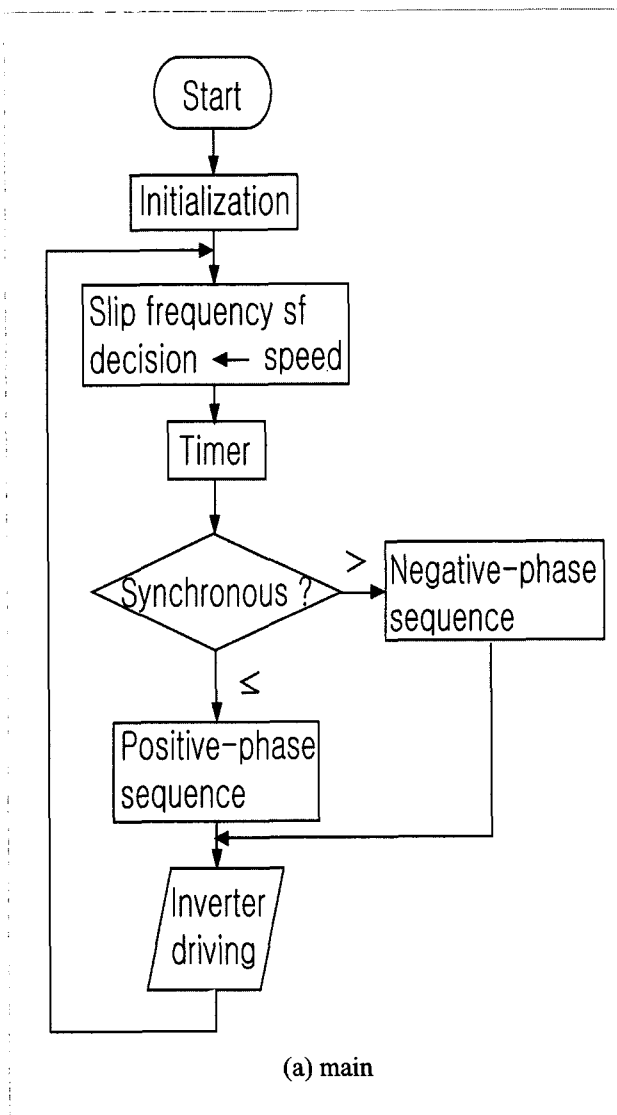 Start
Initialization
Slip frequency sf
decision ← speed
Timer
Synchronous ?
>
Negative-phase
sequence
≤
Positive-phase
sequence
Inverter
driving
(a) main